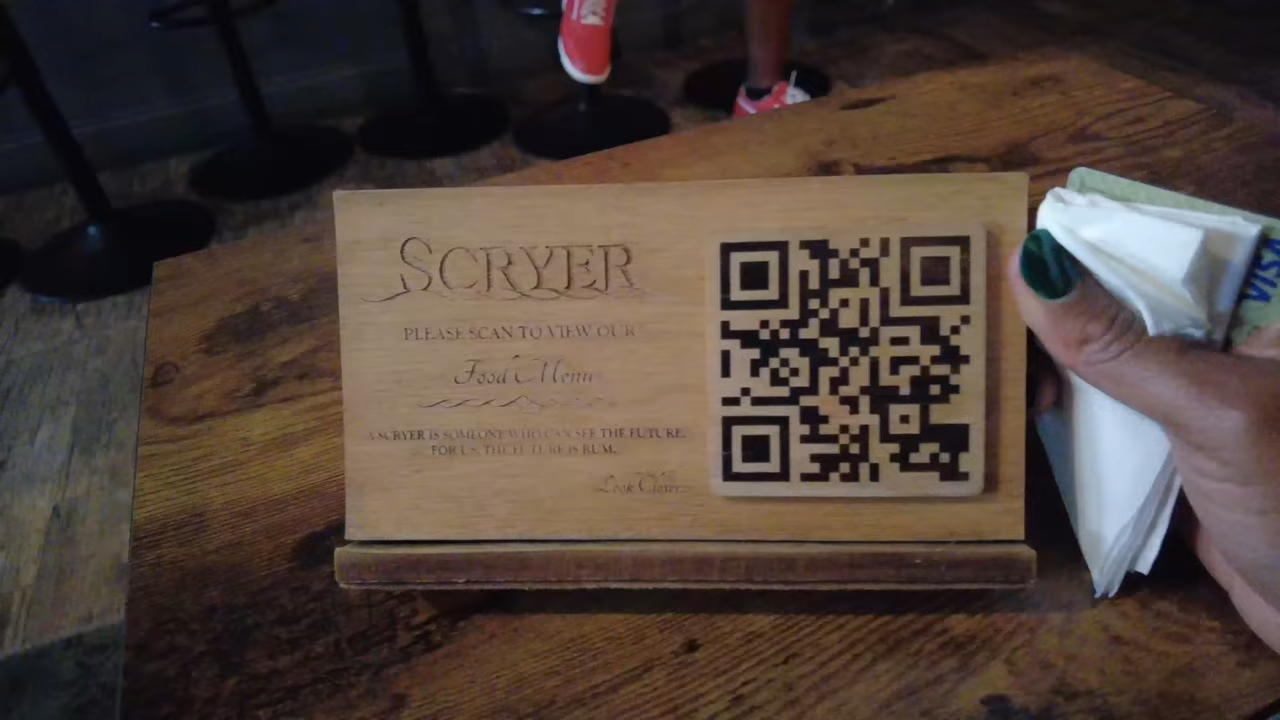 SCRYER
PLEASE SCAN TO VIEW OUR
Food Menu
A SCRYER IS SOMEONE WHO CAN SEE THE FUTURE.
FOR US, THE FUTURE IS RUM.
Look Closer
VISA